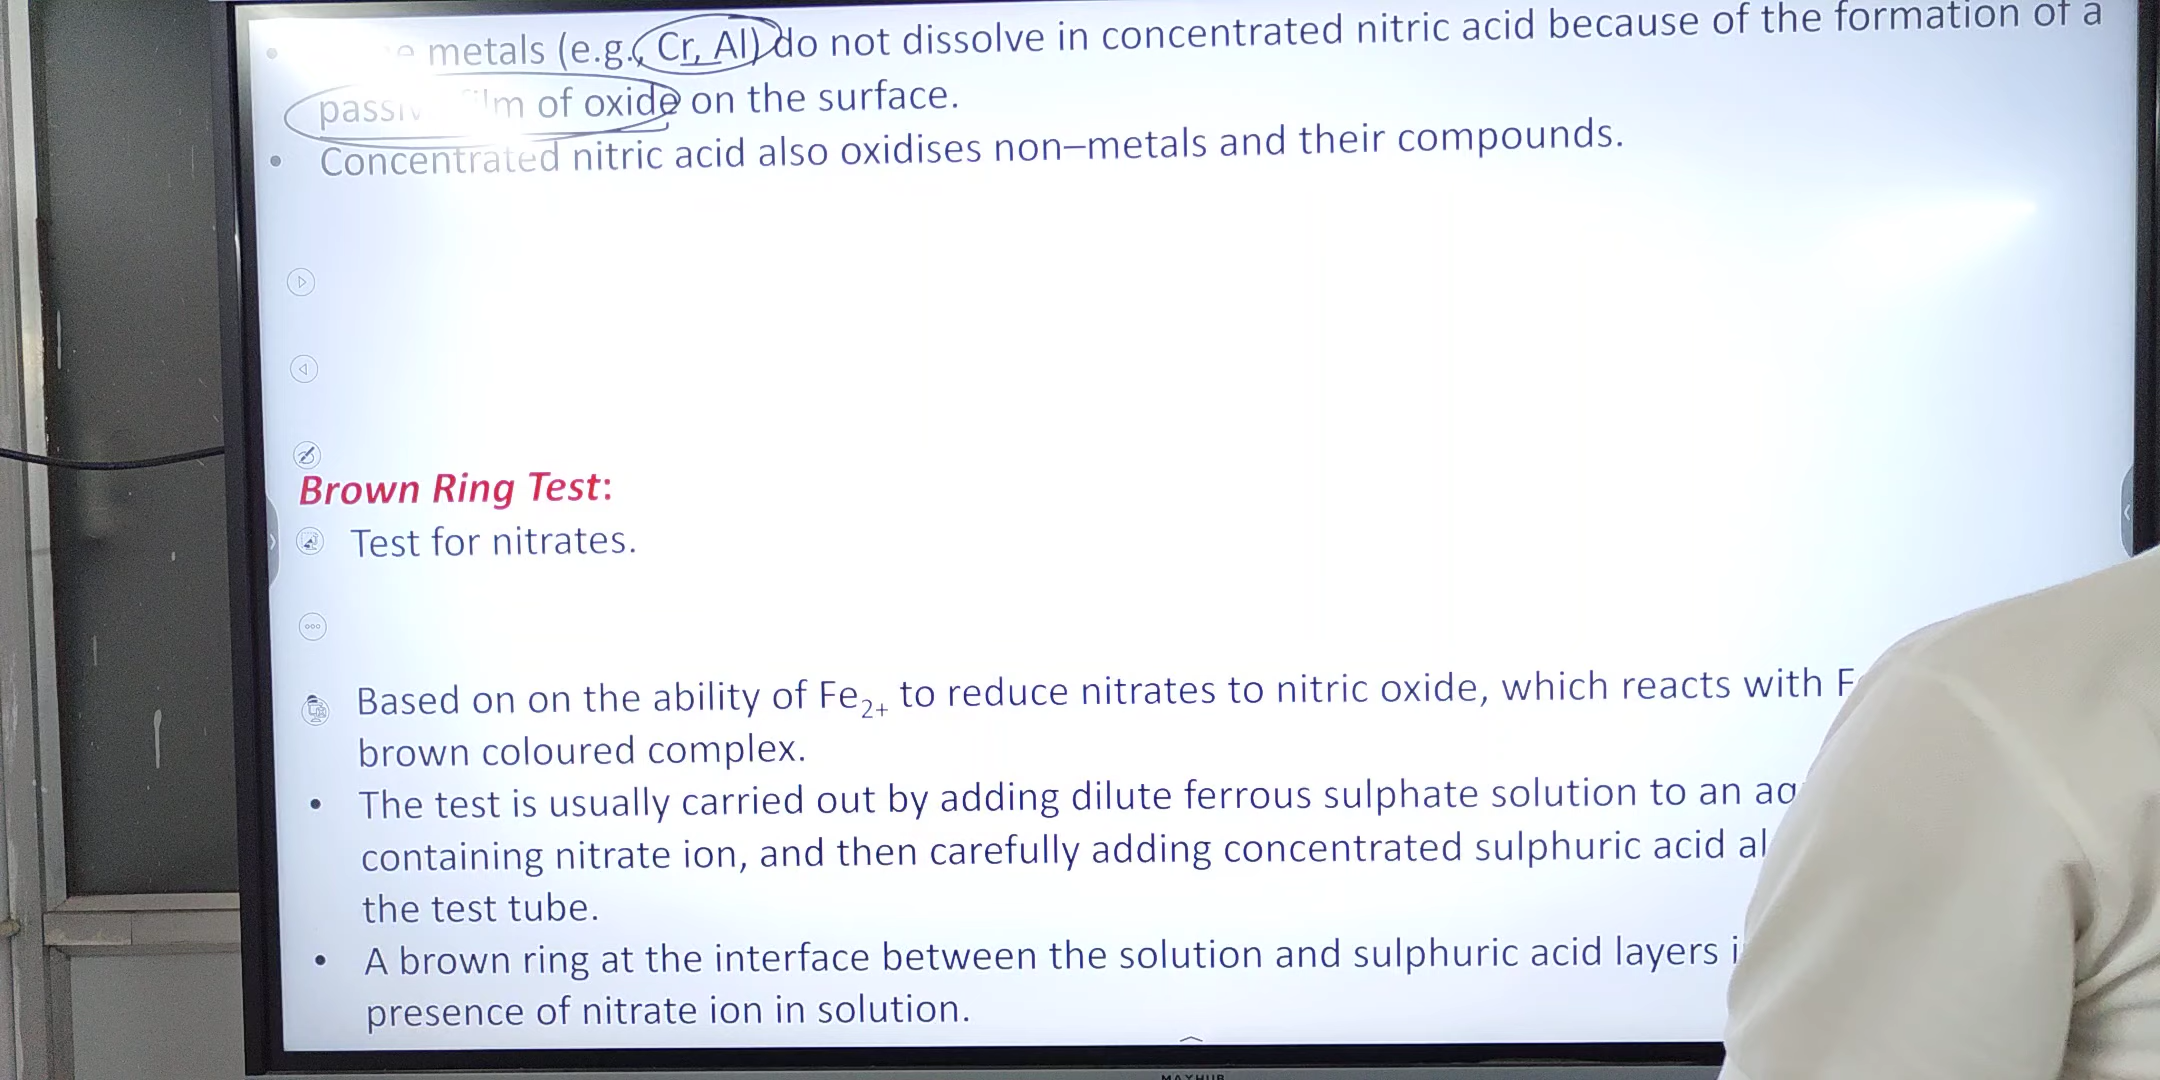 metals (e.g., Cr, Al) do not dissolve in concentrated nitric acid because of the formation of a
of oxide on the surface.
• Concentrated nitric acid also oxidises non–metals and their compounds.
Brown Ring Test:
Test for nitrates.
Based on on the ability of Fe₂₊ to reduce nitrates to nitric oxide, which reacts with
brown coloured complex.
• The test is usually carried out by adding dilute ferrous sulphate solution to an
containing nitrate ion, and then carefully adding concentrated sulphuric acid
the test tube.
• A brown ring at the interface between the solution and sulphuric acid layers
presence of nitrate ion in solution.